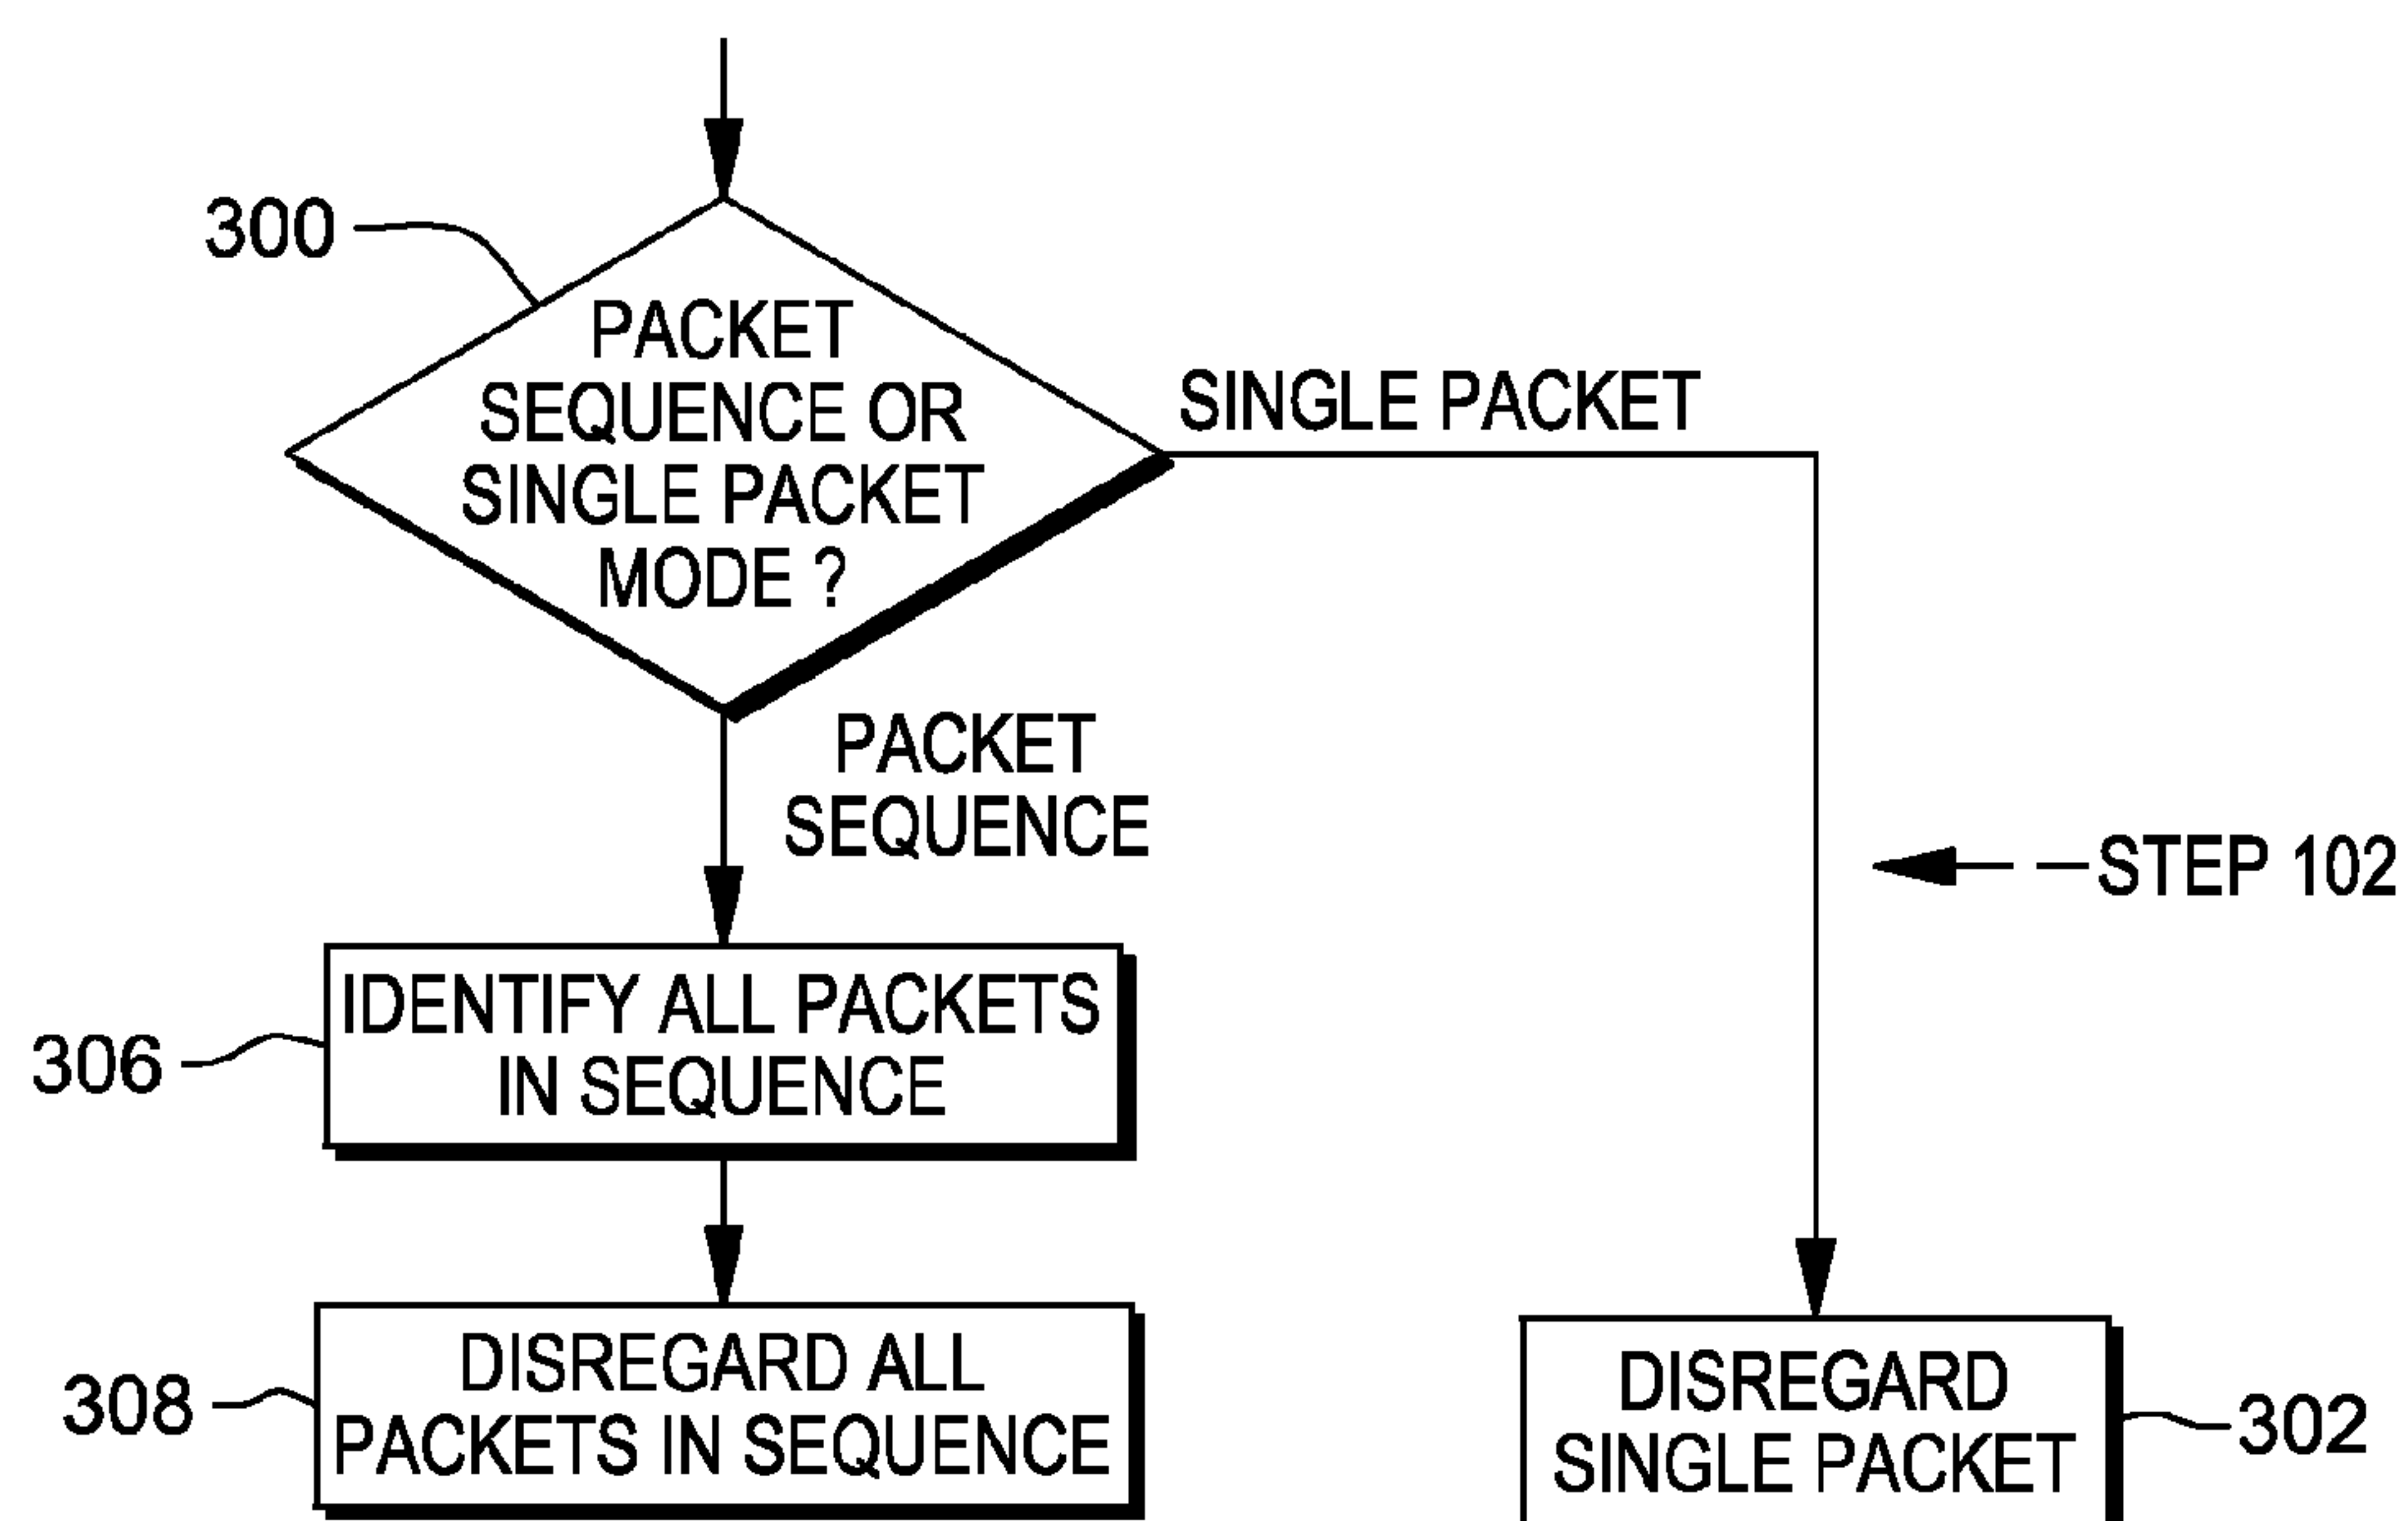 300
PACKET
SEQUENCE OR
SINGLE PACKET
MODE ?
SINGLE PACKET
PACKET
SEQUENCE
STEP 102
306
IDENTIFY ALL PACKETS
IN SEQUENCE
308
DISREGARD ALL
PACKETS IN SEQUENCE
DISREGARD
SINGLE PACKET
302